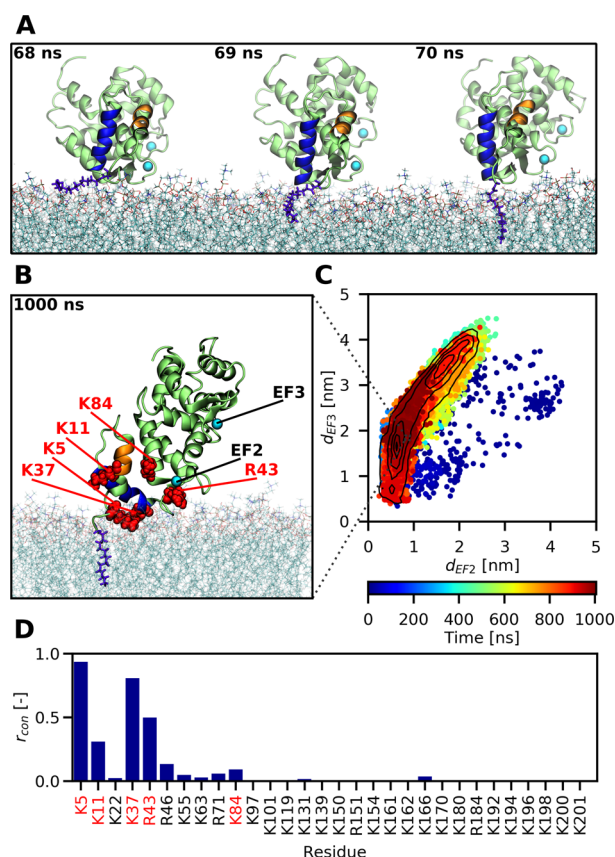 A
68 ns
69 ns
70 ns
B
1000 ns
K84
K11
K5
K37
EF3
EF2
R43
C
5
4
3
2
1
0
d_EF3 [nm]
0 1 2 3 4 5
d_EF2 [nm]
0 200 400 600 800 1000
Time [ns]
D
1.0
0.5
0.0
r_con [-]
K5 K11 K22 K37 R43 R46 K55 K63 R71 K84 K97 K101 K119 K131 K139 K150 R151 K154 K161 K162 K166 K170 K180 R184 K192 K194 K196 K198 K200 K201
Residue